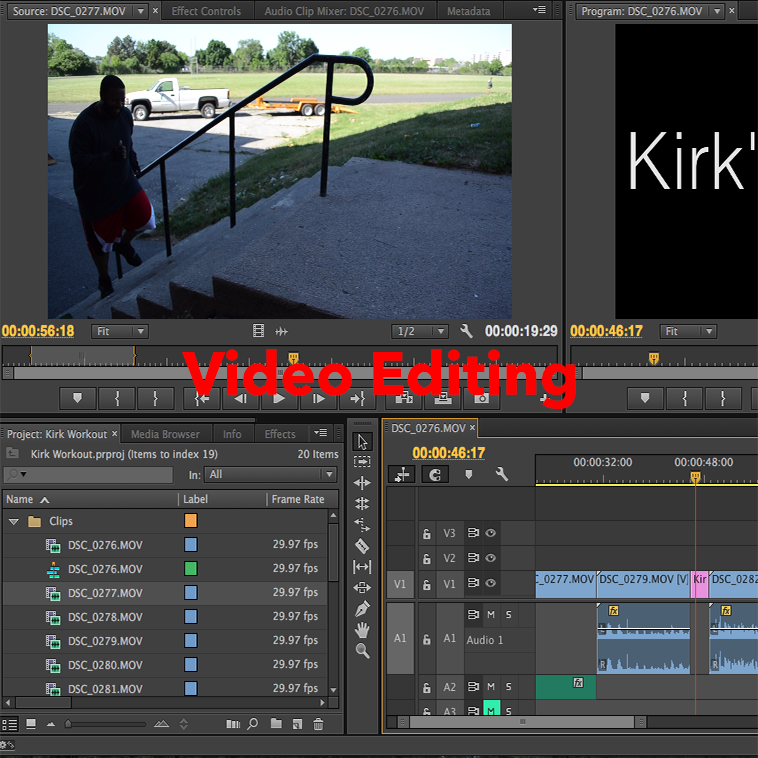 Source: DSC_0277.MOV
Effect Controls
Audio Clip Mixer: DSC_0276.MOV
Metadata
Program: DSC_0276.MOV
Kirk'
00:00:56:18
Fit
1/2
00:00:19:29
00:00:46:17
Fit
Video Editing
Project: Kirk Workout
Media Browser
Info
Effects
Kirk Workout.prproj (Items to index 19)
20 Items
In:
All
Name
Label
Frame Rate
Clips
DSC_0276.MOV
29.97 fps
DSC_0276.MOV
29.97 fps
DSC_0277.MOV
29.97 fps
DSC_0278.MOV
29.97 fps
DSC_0279.MOV
29.97 fps
DSC_0280.MOV
29.97 fps
DSC_0281.MOV
29.97 fps
DSC_0276.MOV
00:00:46:17
00:00:32:00
00:00:48:00
V3
V2
V1
V1
C_0277.MOV
DSC_0279.MOV [V]
Kir
DSC_0282
A1
A1
M S
Audio 1
fx
fx
L
L
R
R
A2
M S
fx
A3
M S